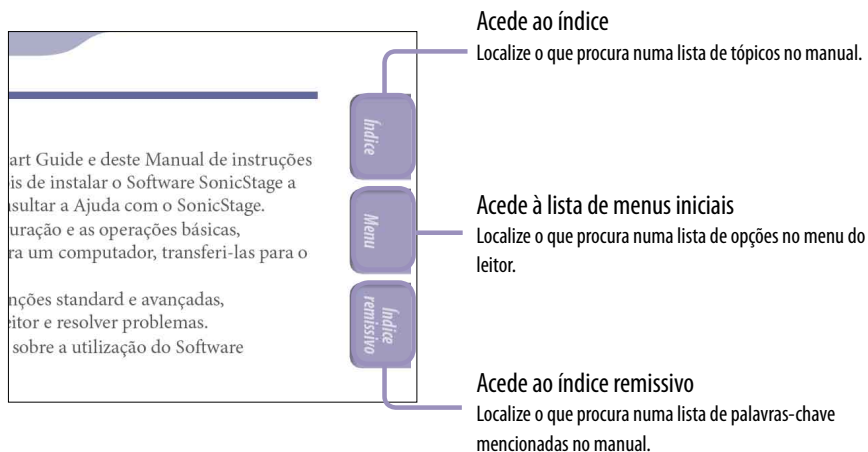 Acede ao índice
Localize o que procura numa lista de tópicos no manual.
Índice
art Guide e deste Manual de instruções
is de instalar o Software SonicStage a
sultar a Ajuda com o SonicStage.
uração e as operações básicas,
ra um computador, transferi-las para o
nções standard e avançadas,
eitor e resolver problemas.
sobre a utilização do Software
Menu
Acede à lista de menus iniciais
Localize o que procura numa lista de opções no menu do
leitor.
Índice
remissivo
Acede ao índice remissivo
Localize o que procura numa lista de palavras-chave
mencionadas no manual.